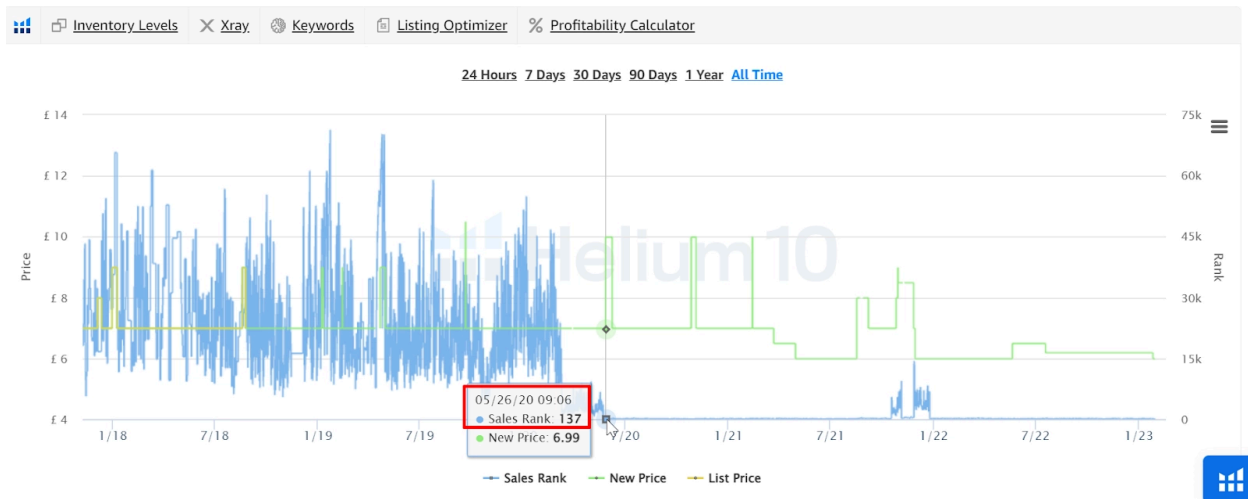 Inventory Levels Xray Keywords Listing Optimizer Profitability Calculator
24 Hours 7 Days 30 Days 90 Days 1 Year All Time
£ 14 75k
£ 12 60k
£ 10 45k
Helium 10
Price Rank
£ 8 30k
£ 6 15k
05/26/20 09:06
Sales Rank: 137
£ 4 0
New Price: 6.99
1/18 7/18 1/19 7/19 7/20 1/21 7/21 1/22 7/22 1/23
Sales Rank New Price List Price